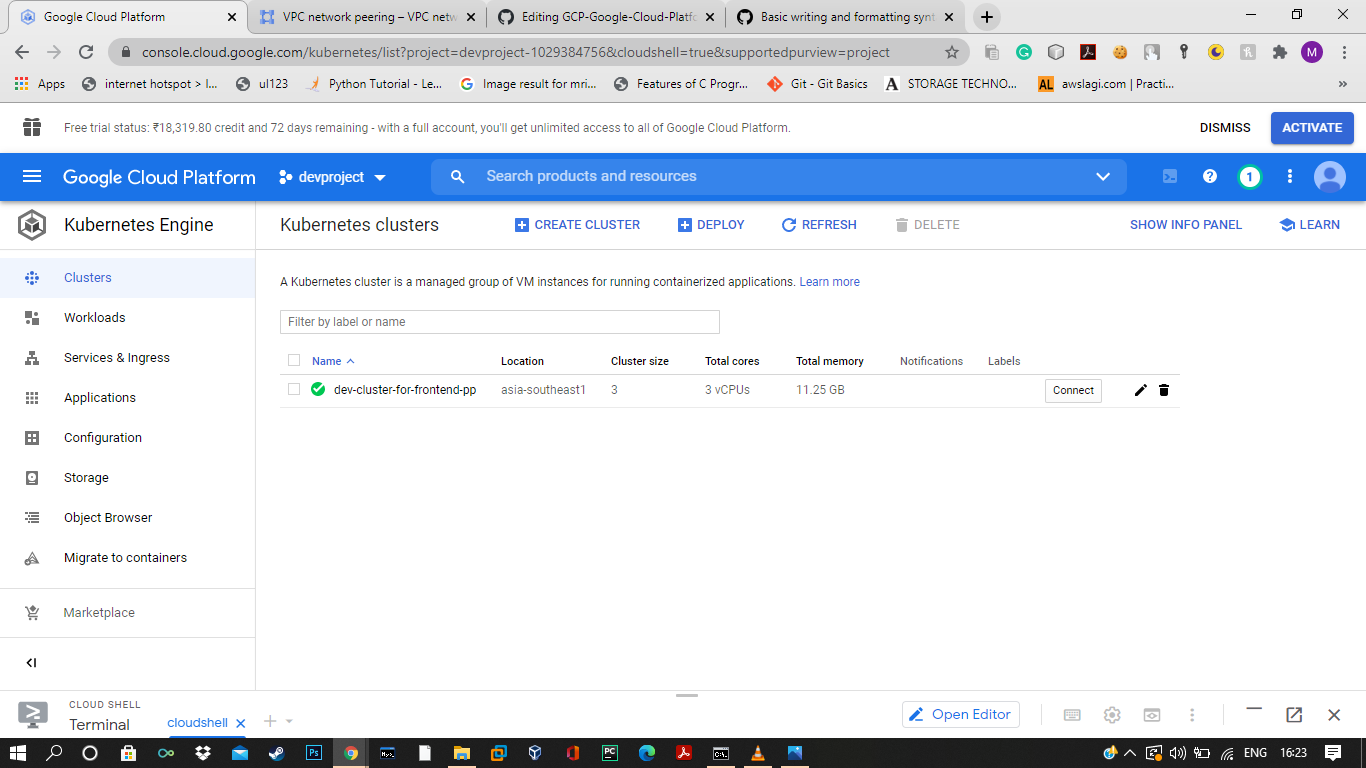 Google Cloud Platform
VPC network peering – VPC netw
Editing GCP-Google-Cloud-Platfo
Basic writing and formatting synt
console.cloud.google.com/kubernetes/list?project=devproject-1029384756&cloudshell=true&supportedpurview=project
M
Apps
internet hotspot > l...
ul123
Python Tutorial - Le...
Image result for mri...
Features of C Progr...
Git - Git Basics
A STORAGE TECHNO...
AL awslagi.com | Practi...
»
Free trial status: ₹18,319.80 credit and 72 days remaining - with a full account, you'll get unlimited access to all of Google Cloud Platform.
DISMISS
ACTIVATE
Google Cloud Platform
devproject
Search products and resources
1
Kubernetes Engine
Kubernetes clusters
CREATE CLUSTER
DEPLOY
REFRESH
DELETE
SHOW INFO PANEL
LEARN
Clusters
Workloads
Services & Ingress
Applications
Configuration
Storage
Object Browser
Migrate to containers
Marketplace
A Kubernetes cluster is a managed group of VM instances for running containerized applications. Learn more
Filter by label or name
Name Location Cluster size Total cores Total memory Notifications Labels
dev-cluster-for-frontend-pp asia-southeast1 3 3 vCPUs 11.25 GB Connect
CLOUD SHELL
Terminal
cloudshell
Open Editor
ENG
16:23